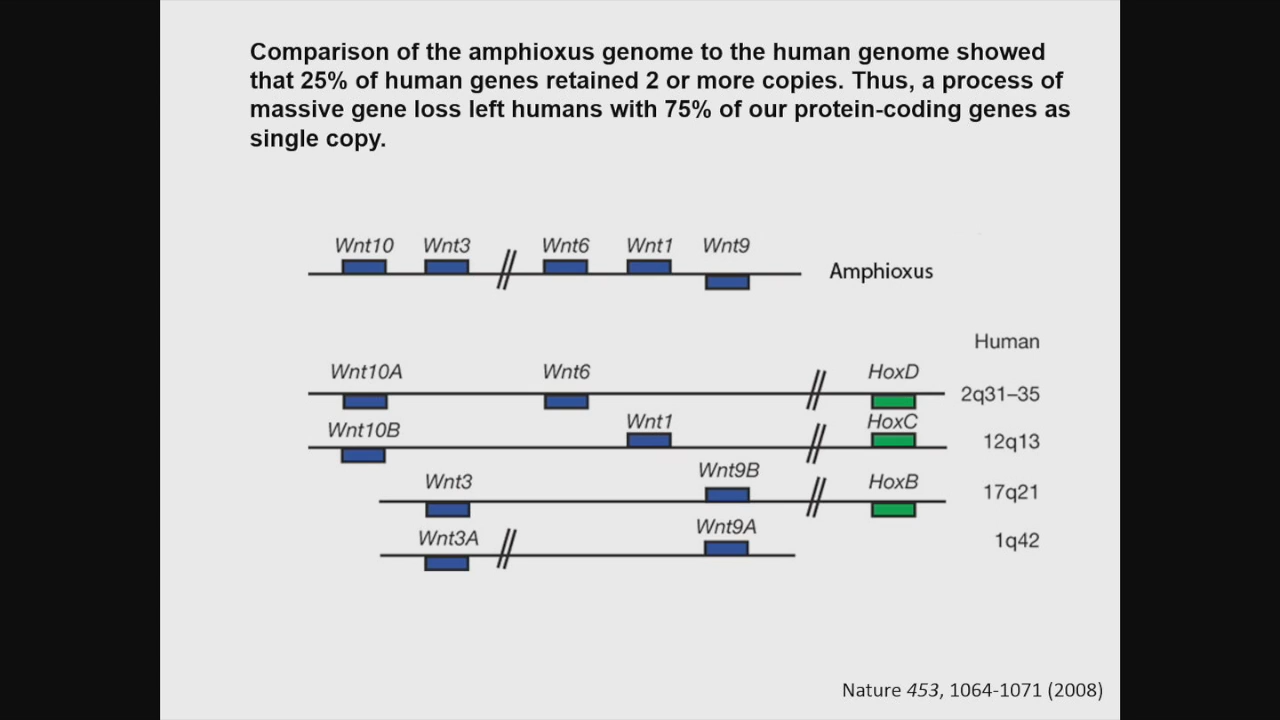 Comparison of the amphioxus genome to the human genome showed
that 25% of human genes retained 2 or more copies. Thus, a process of
massive gene loss left humans with 75% of our protein-coding genes as
single copy.
Wnt10 Wnt3 Wnt6 Wnt1 Wnt9
Amphioxus
Human
Wnt10A Wnt6 HoxD
2q31–35
Wnt10B Wnt1 HoxC
12q13
Wnt3 Wnt9B HoxB
17q21
Wnt3A Wnt9A
1q42
Nature 453, 1064-1071 (2008)